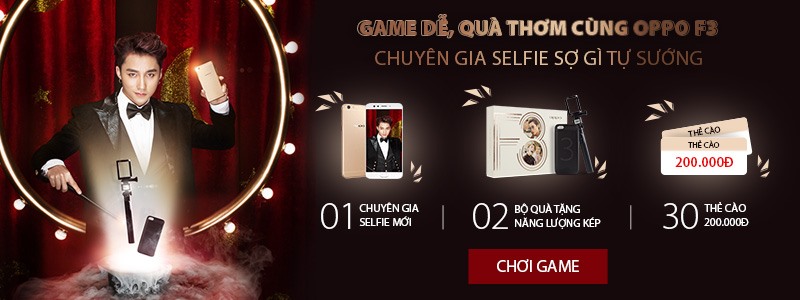 GAME DỄ, QUÀ THƠM CÙNG OPPO F3
CHUYÊN GIA SELFIE SỢ GÌ TỰ SƯỚNG
THẺ CÀO
THẺ CÀO
200.000Đ
01 CHUYÊN GIA
SELFIE MỚI
02 BỘ QUÀ TẶNG
NĂNG LƯỢNG KÉP
30 THẺ CÀO
200.000Đ
CHƠI GAME